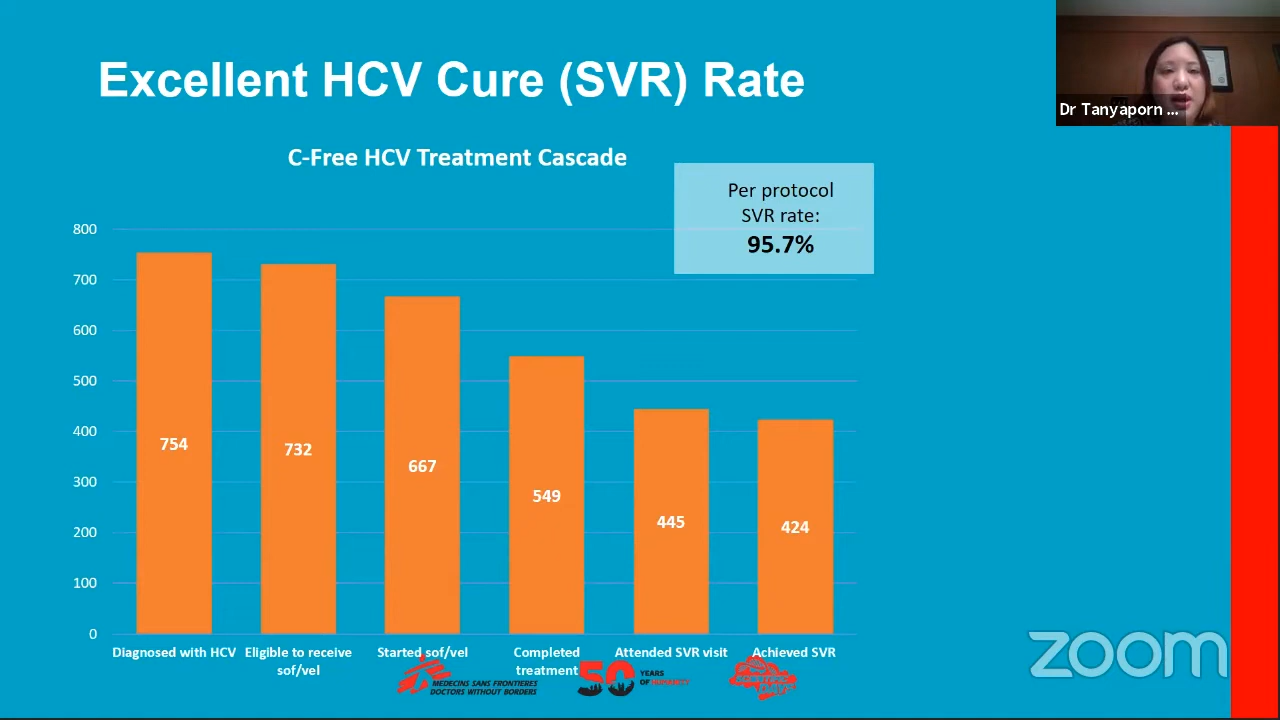 Excellent HCV Cure (SVR) Rate
Dr Tanyaporn ...
C-Free HCV Treatment Cascade
Per protocol
SVR rate:
95.7%
800
700
600
500
400
300
200
100
0
754
732
667
549
445
424
Diagnosed with HCV
Eligible to receive
sof/vel
Started sof/vel
Completed
treatment
Attended SVR visit
Achieved SVR
MEDECINS SANS FRONTIERES
DOCTORS WITHOUT BORDERS
50 YEARS
OF HUMANITY
zoom